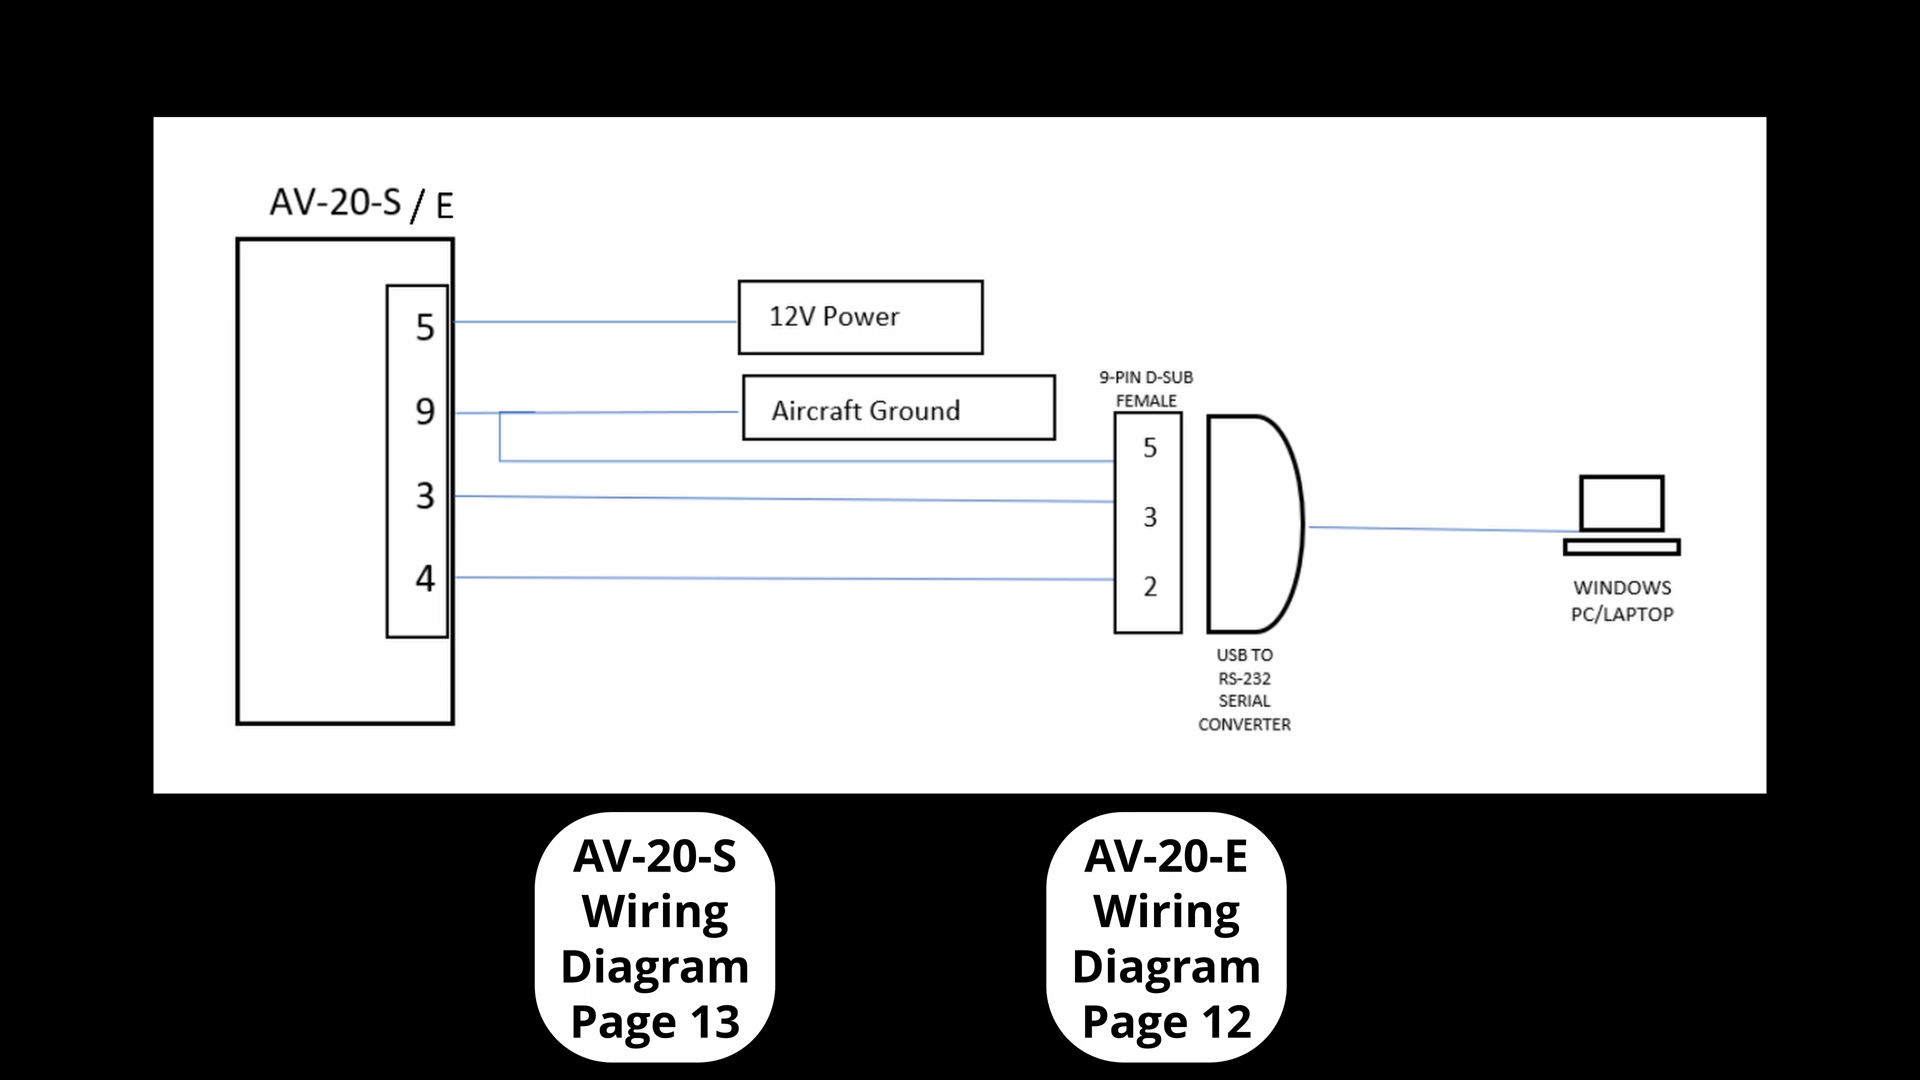 AV-20-S / E
5
12V Power
9
Aircraft Ground
3
4
9-PIN D-SUB
FEMALE
5
3
2
USB TO
RS-232
SERIAL
CONVERTER
WINDOWS
PC/LAPTOP
AV-20-S
Wiring
Diagram
Page 13
AV-20-E
Wiring
Diagram
Page 12